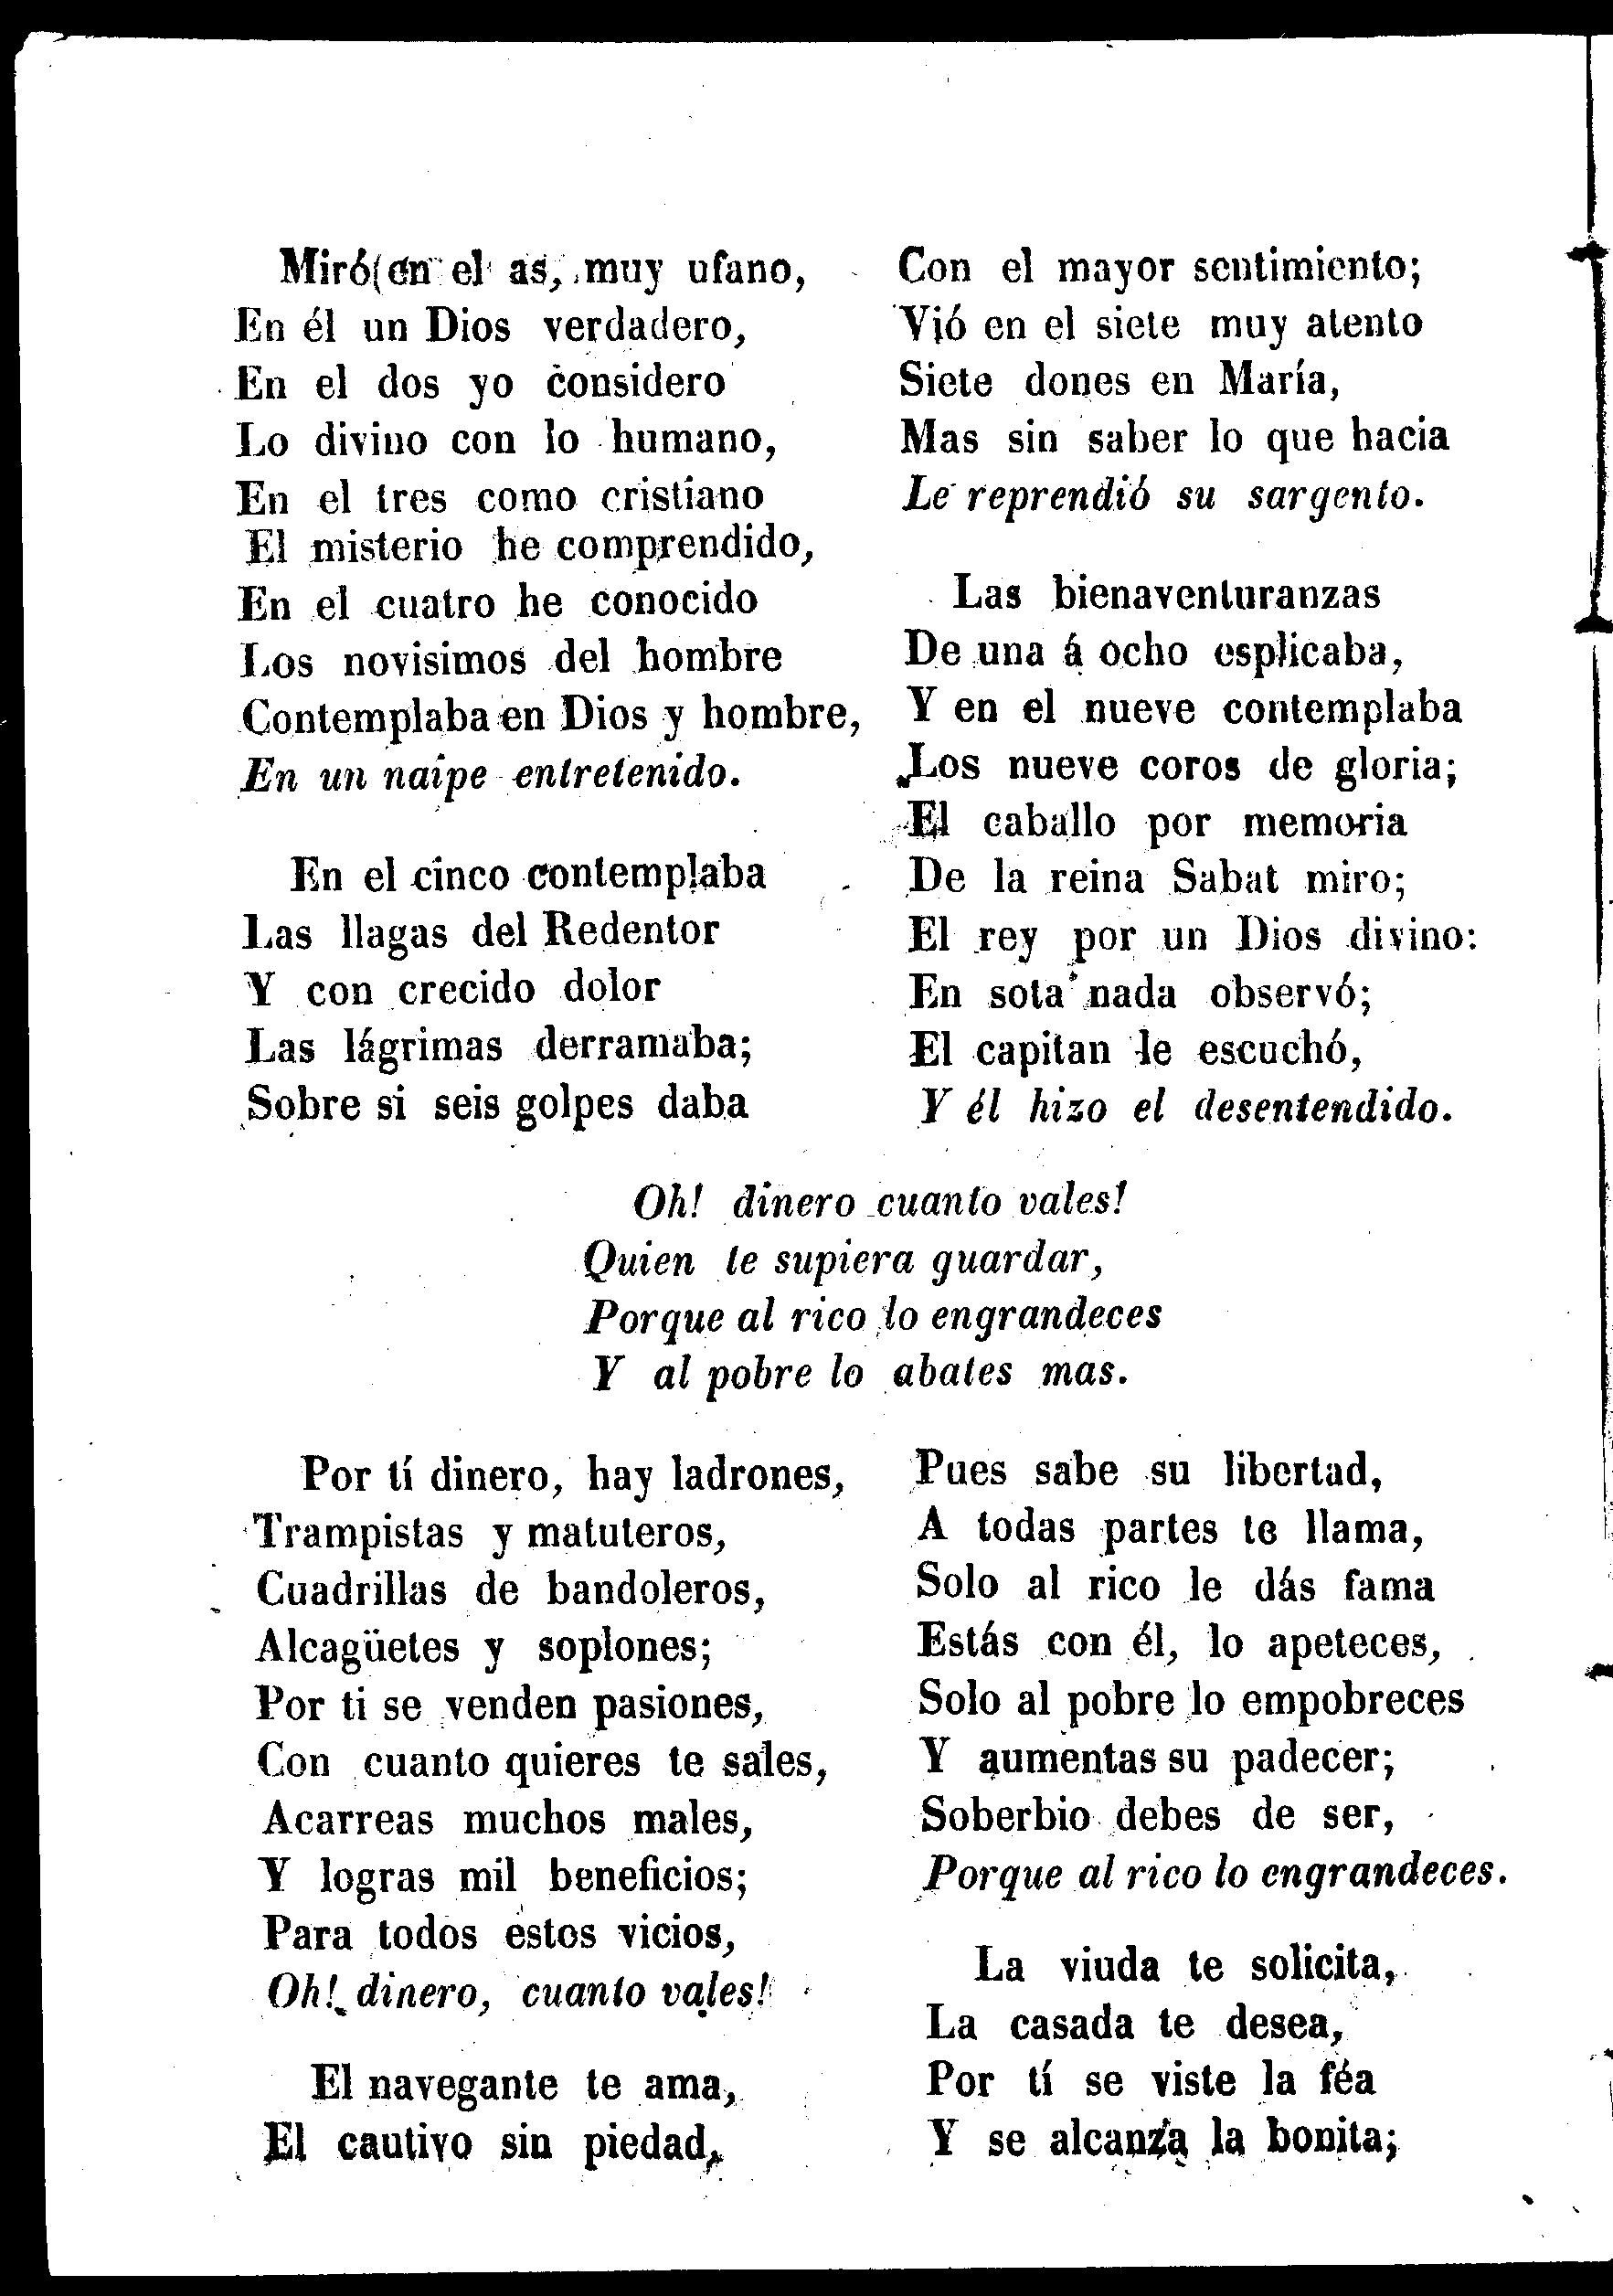 Miró en el as, muy ufano,
En él un Dios verdadero,
En el dos yo considero
Lo divino con lo humano,
En el tres como cristiano
El misterio he comprendido,
En el cuatro he conocido
Los novisimos del hombre
Contemplaba en Dios y hombre,
En un naipe entretenido.
En el cinco contemplaba
Las llagas del Redentor
Y con crecido dolor
Las lágrimas derramaba;
Sobre si seis golpes daba
Con el mayor sentimiento;
Vió en el siete muy atento
Siete dones en María,
Mas sin saber lo que hacia
Le reprendió su sargento.
Las bienaventuranzas
De una á ocho esplicaba,
Y en el nueve contemplaba
Los nueve coros de gloria;
El caballo por memoria
De la reina Sabat miro;
El rey por un Dios divino:
En sota nada observó;
El capitan le escuchó,
Y él hizo el desentendido.
Oh! dinero cuanto vales!
Quien te supiera guardar,
Porque al rico lo engrandeces
Y al pobre lo abates mas.
Por tí dinero, hay ladrones,
Trampistas y matuteros,
Cuadrillas de bandoleros,
Alcagüetes y soplones;
Por ti se venden pasiones,
Con cuanto quieres te sales,
Acarreas muchos males,
Y logras mil beneficios;
Para todos estos vicios,
Oh! dinero, cuanto vales!
El navegante te ama,
El cautivo sin piedad,
Pues sabe su libertad,
A todas partes te llama,
Solo al rico le dás fama
Estás con él, lo apeteces,
Solo al pobre lo empobreces
Y aumentas su padecer;
Soberbio debes de ser,
Porque al rico lo engrandeces.
La viuda te solicita,
La casada te desea,
Por tí se viste la féa
Y se alcanza la bonita;